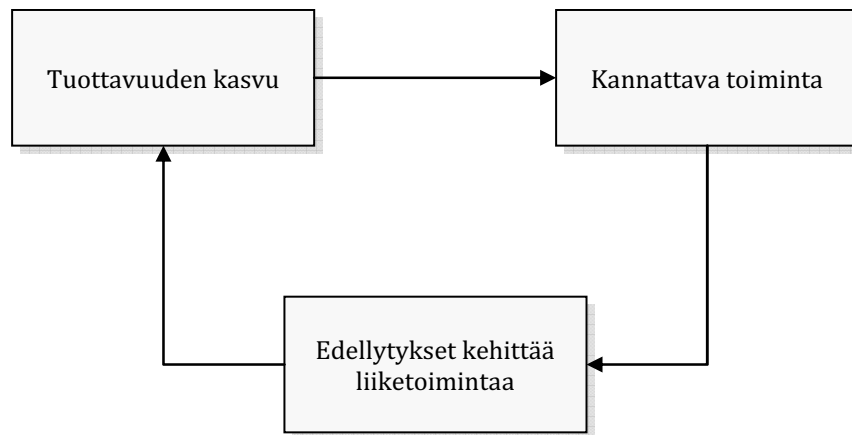 Tuottavuuden kasvu
Kannattava toiminta
Edellytykset kehittää
liiketoimintaa